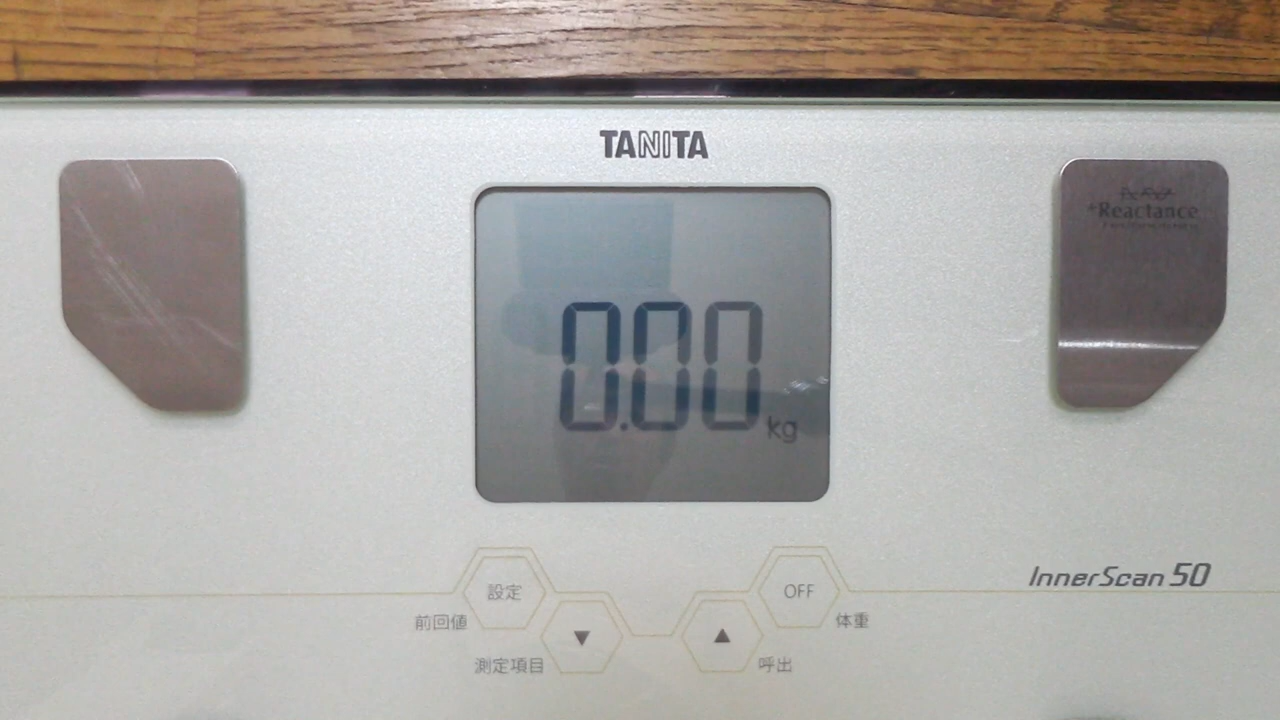 TANITA
+Reactance
0.00 kg
InnerScan 50
設定
OFF
前回値
体重
▼
▲
測定項目
呼出